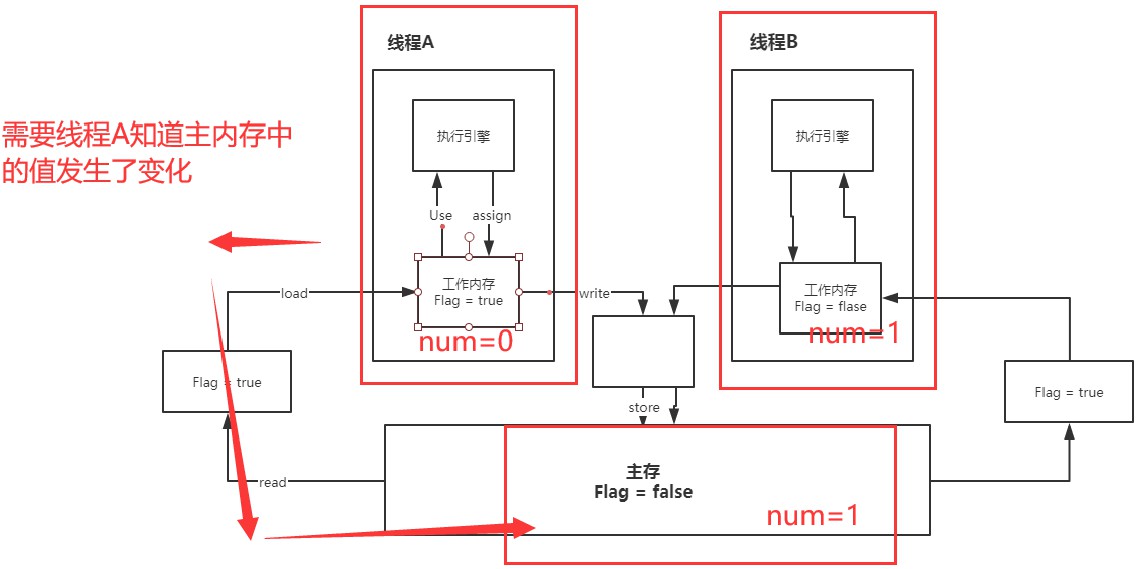 线程A
线程B
需要线程A知道主内存中
的值发生了变化
执行引擎
执行引擎
Use
assign
工作内存
Flag = true
工作内存
Flag = flase
load
write
num=0
num=1
Flag = true
Flag = true
store
主存
Flag = false
read
num=1